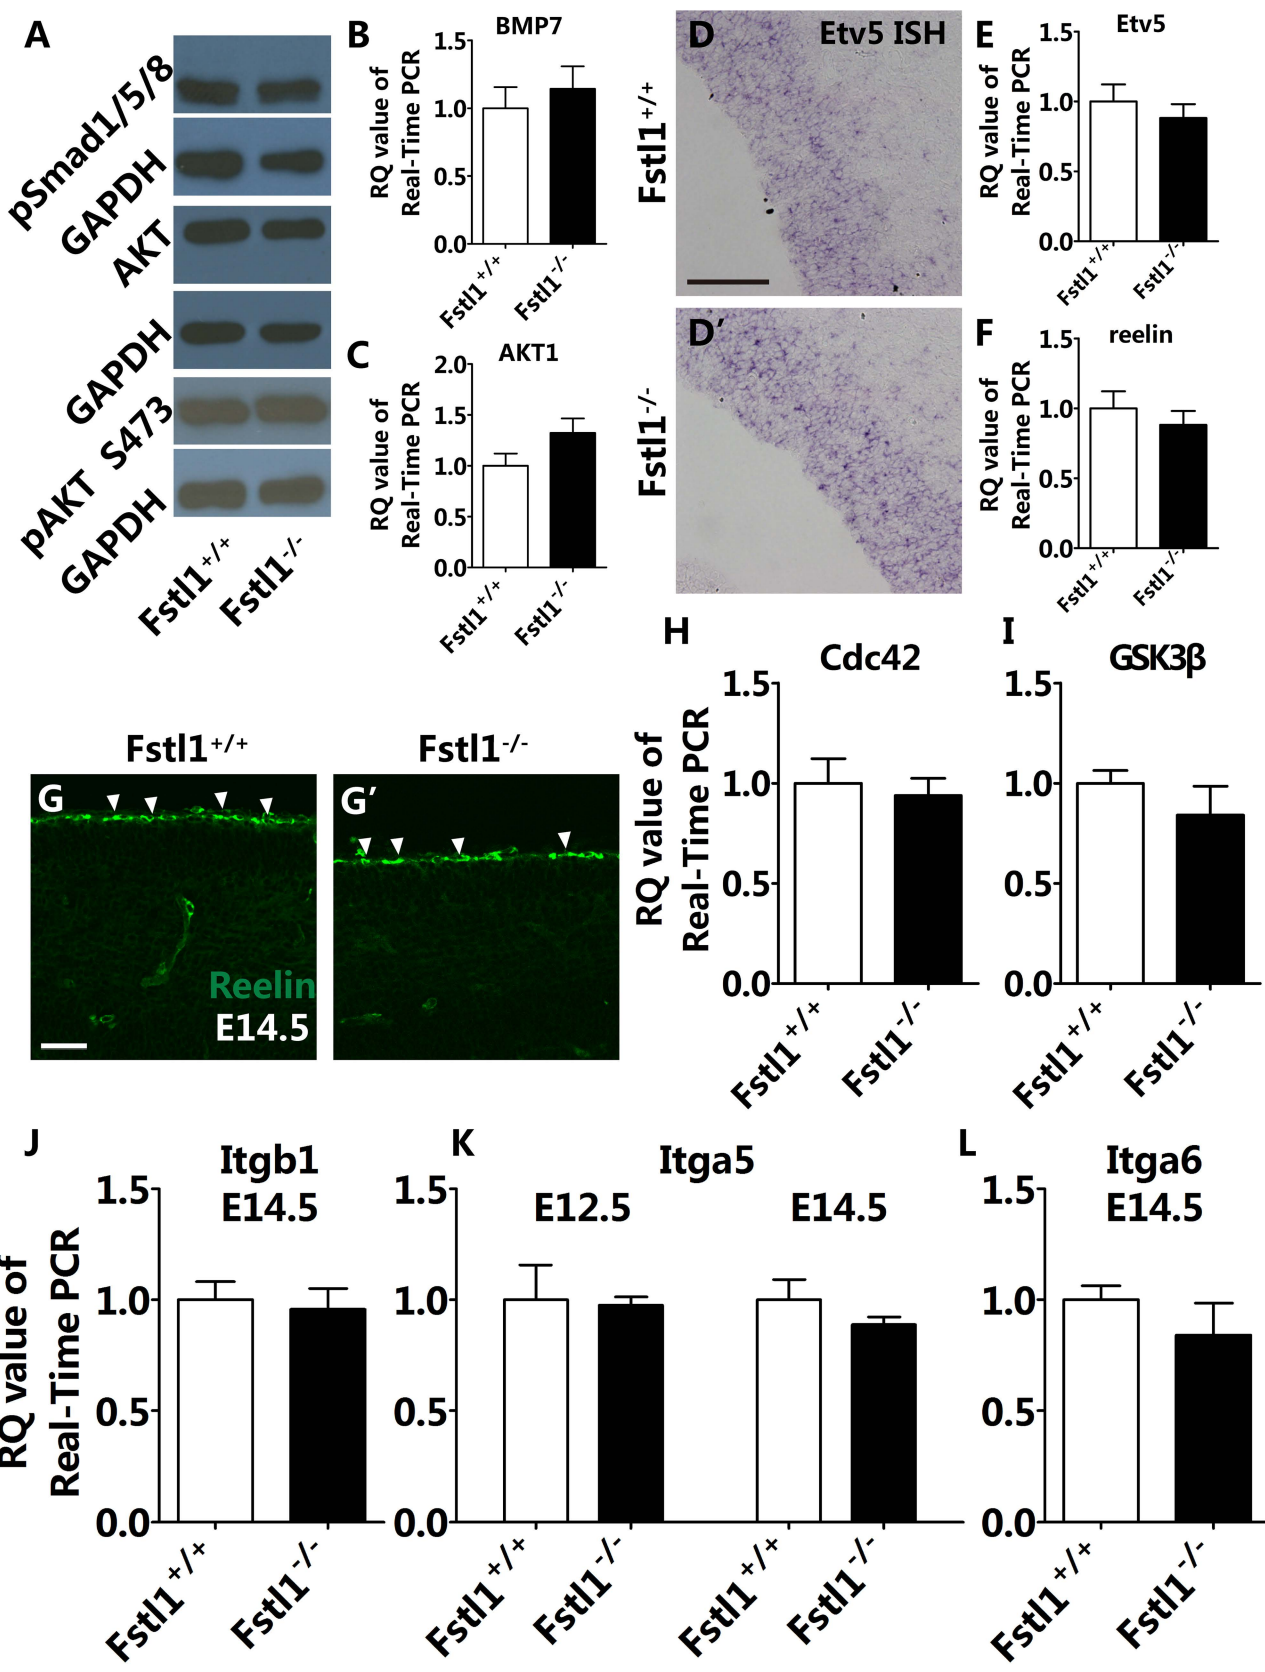 A
pSmad1/5/8
GAPDH
AKT
GAPDH
pAKT S473
GAPDH
Fstl1+/+
Fstl1-/-
B
BMP7
RQ value of
Real-Time PCR
1.5
1.0
0.5
0.0
Fstl1+/+
Fstl1-/-
C
AKT1
RQ value of
Real-Time PCR
2.0
1.5
1.0
0.5
0.0
Fstl1+/+
Fstl1-/-
D
Etv5 ISH
Fstl1+/+
D′
Fstl1-/-
E
Etv5
RQ value of
Real-Time PCR
1.5
1.0
0.5
0.0
Fstl1+/+
Fstl1-/-
F
reelin
RQ value of
Real-Time PCR
1.5
1.0
0.5
0.0
Fstl1+/+
Fstl1-/-
Fstl1+/+
Fstl1-/-
G
Reelin
E14.5
G′
H
Cdc42
RQ value of
Real-Time PCR
1.5
1.0
0.5
0.0
Fstl1+/+
Fstl1-/-
I
GSK3β
1.5
1.0
0.5
0.0
Fstl1+/+
Fstl1-/-
J
Itgb1
E14.5
RQ value of
Real-Time PCR
1.5
1.0
0.5
0.0
Fstl1+/+
Fstl1-/-
K
Itga5
E12.5
E14.5
1.5
1.0
0.5
0.0
Fstl1+/+
Fstl1-/-
Fstl1+/+
Fstl1-/-
L
Itga6
E14.5
1.5
1.0
0.5
0.0
Fstl1+/+
Fstl1-/-